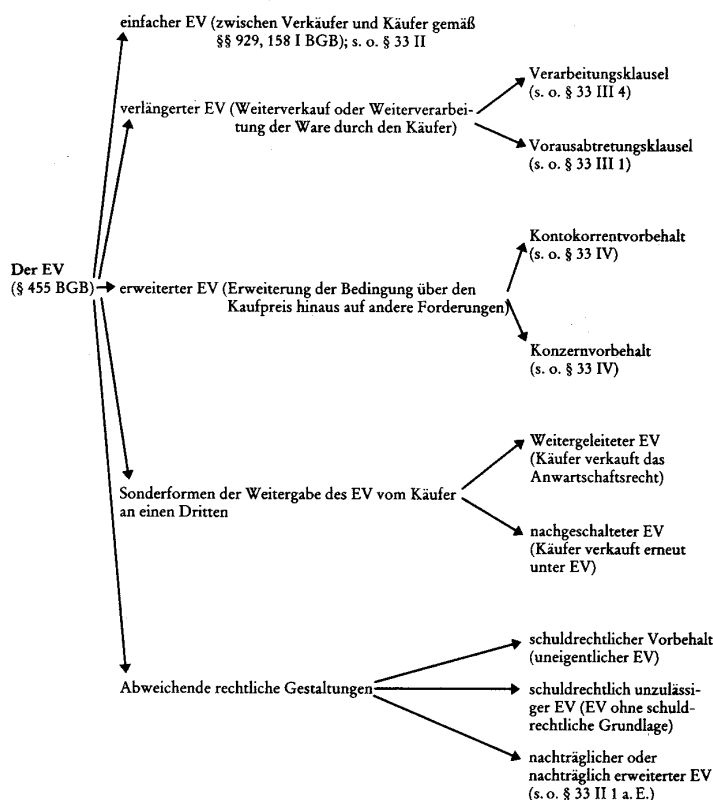 einfacher EV (zwischen Verkäufer und Käufer gemäß
§§ 929, 158 I BGB); s. o. § 33 II
verlängerter EV (Weiterverkauf oder Weiterverarbei-
tung der Ware durch den Käufer)
Verarbeitungsklausel
(s. o. § 33 III 4)
Vorausabtretungsklausel
(s. o. § 33 III 1)
Der EV
(§ 455 BGB)
erweiterter EV (Erweiterung der Bedingung über den
Kaufpreis hinaus auf andere Forderungen)
Kontokorrentvorbehalt
(s. o. § 33 IV)
Konzernvorbehalt
(s. o. § 33 IV)
Sonderformen der Weitergabe des EV vom Käufer
an einen Dritten
Weitergeleiteter EV
(Käufer verkauft das
Anwartschaftsrecht)
nachgeschalteter EV
(Käufer verkauft erneut
unter EV)
Abweichende rechtliche Gestaltungen
schuldrechtlicher Vorbehalt
(uneigentlicher EV)
schuldrechtlich unzulässi-
ger EV (EV ohne schuld-
rechtliche Grundlage)
nachträglicher oder
nachträglich erweiterter EV
(s. o. § 33 II 1 a. E.)